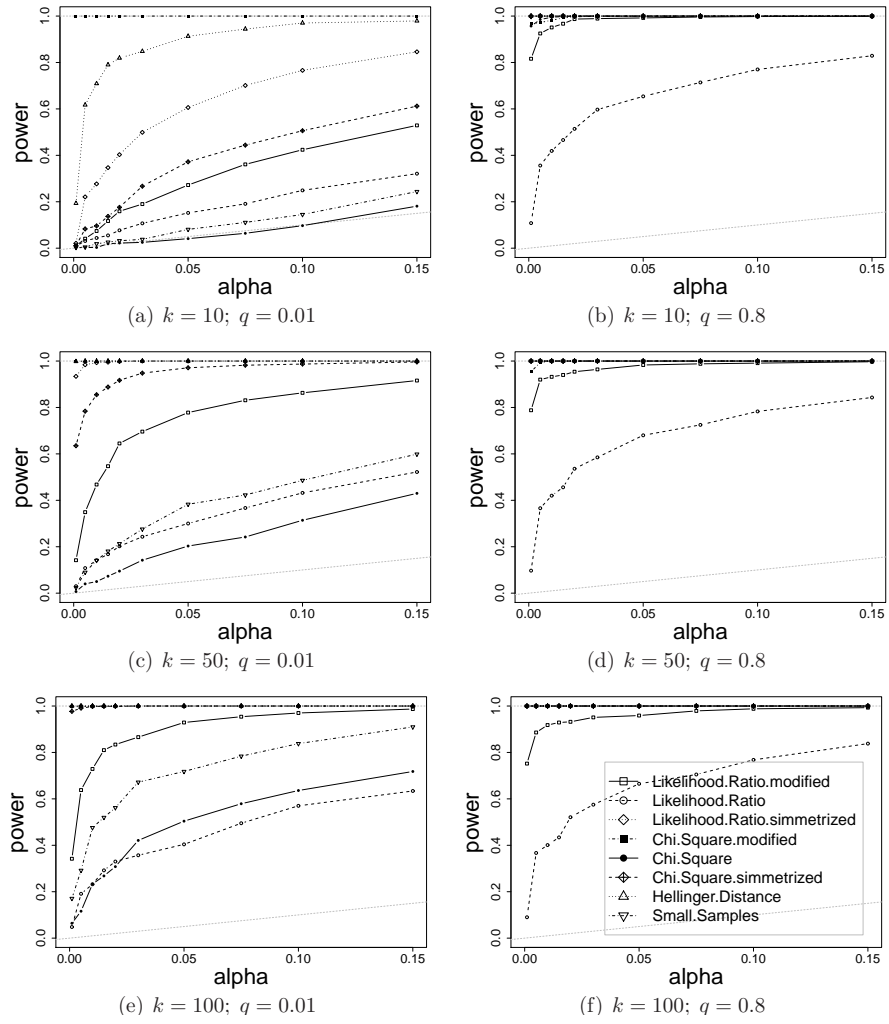 power
0.0 0.2 0.4 0.6 0.8 1.0
0.00 0.05 0.10 0.15
alpha
(a) k = 10; q = 0.01
power
0.0 0.2 0.4 0.6 0.8 1.0
0.00 0.05 0.10 0.15
alpha
(b) k = 10; q = 0.8
power
0.0 0.2 0.4 0.6 0.8 1.0
0.00 0.05 0.10 0.15
alpha
(c) k = 50; q = 0.01
power
0.0 0.2 0.4 0.6 0.8 1.0
0.00 0.05 0.10 0.15
alpha
(d) k = 50; q = 0.8
power
0.0 0.2 0.4 0.6 0.8 1.0
0.00 0.05 0.10 0.15
alpha
(e) k = 100; q = 0.01
power
0.0 0.2 0.4 0.6 0.8 1.0
Likelihood.Ratio.modified
Likelihood.Ratio
Likelihood.Ratio.simmetrized
Chi.Square.modified
Chi.Square
Chi.Square.simmetrized
Hellinger.Distance
Small.Samples
0.00 0.05 0.10 0.15
alpha
(f) k = 100; q = 0.8